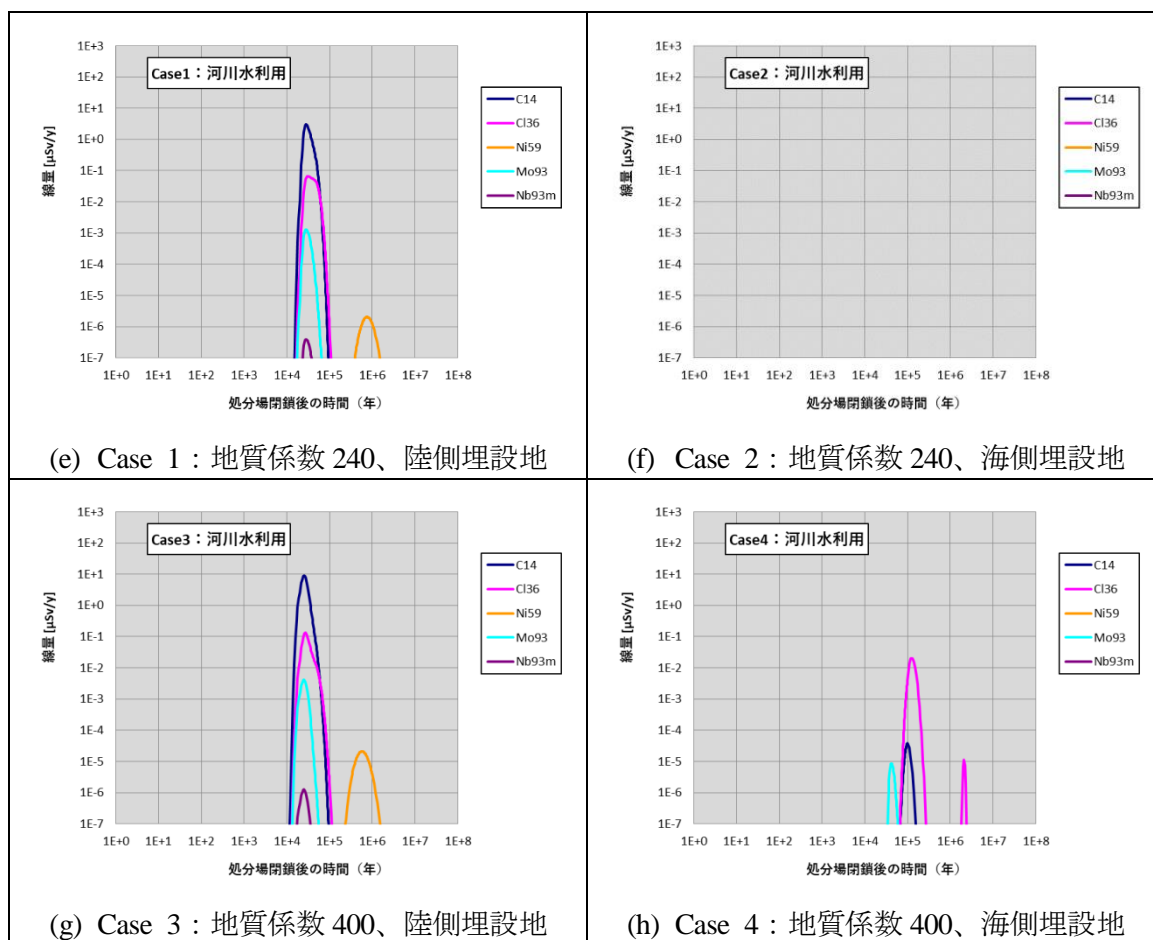 1E+3
1E+2
1E+1
1E+0
1E-1
1E-2
1E-3
1E-4
1E-5
1E-6
1E-7
線量 [μSv/y]
Case1：河川水利用
C14
Cl36
Ni59
Mo93
Nb93m
1E+0 1E+1 1E+2 1E+3 1E+4 1E+5 1E+6 1E+7 1E+8
処分場閉鎖後の時間（年）
(e) Case 1：地質係数 240、陸側埋設地
1E+3
1E+2
1E+1
1E+0
1E-1
1E-2
1E-3
1E-4
1E-5
1E-6
1E-7
線量 [μSv/y]
Case2：河川水利用
C14
Cl36
Ni59
Mo93
Nb93m
1E+0 1E+1 1E+2 1E+3 1E+4 1E+5 1E+6 1E+7 1E+8
処分場閉鎖後の時間（年）
(f) Case 2：地質係数 240、海側埋設地
1E+3
1E+2
1E+1
1E+0
1E-1
1E-2
1E-3
1E-4
1E-5
1E-6
1E-7
線量 [μSv/y]
Case3：河川水利用
C14
Cl36
Ni59
Mo93
Nb93m
1E+0 1E+1 1E+2 1E+3 1E+4 1E+5 1E+6 1E+7 1E+8
処分場閉鎖後の時間（年）
(g) Case 3：地質係数 400、陸側埋設地
1E+3
1E+2
1E+1
1E+0
1E-1
1E-2
1E-3
1E-4
1E-5
1E-6
1E-7
線量 [μSv/y]
Case4：河川水利用
C14
Cl36
Ni59
Mo93
Nb93m
1E+0 1E+1 1E+2 1E+3 1E+4 1E+5 1E+6 1E+7 1E+8
処分場閉鎖後の時間（年）
(h) Case 4：地質係数 400、海側埋設地